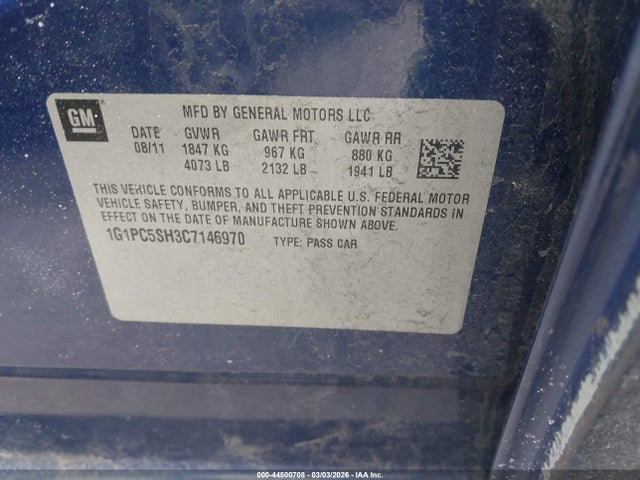 GM
MFD BY GENERAL MOTORS LLC
DATE GVWR GAWR FRT GAWR RR
08/11 1847 KG 967 KG 880 KG
4073 LB 2132 LB 1941 LB
THIS VEHICLE CONFORMS TO ALL APPLICABLE U.S. FEDERAL MOTOR
VEHICLE SAFETY, BUMPER, AND THEFT PREVENTION STANDARDS IN
EFFECT ON THE DATE OF MANUFACTURE SHOWN ABOVE.
1G1PC5SH3C7146970 TYPE: PASS CAR
000-44500708 | 03/03/2026 | IAA Inc.